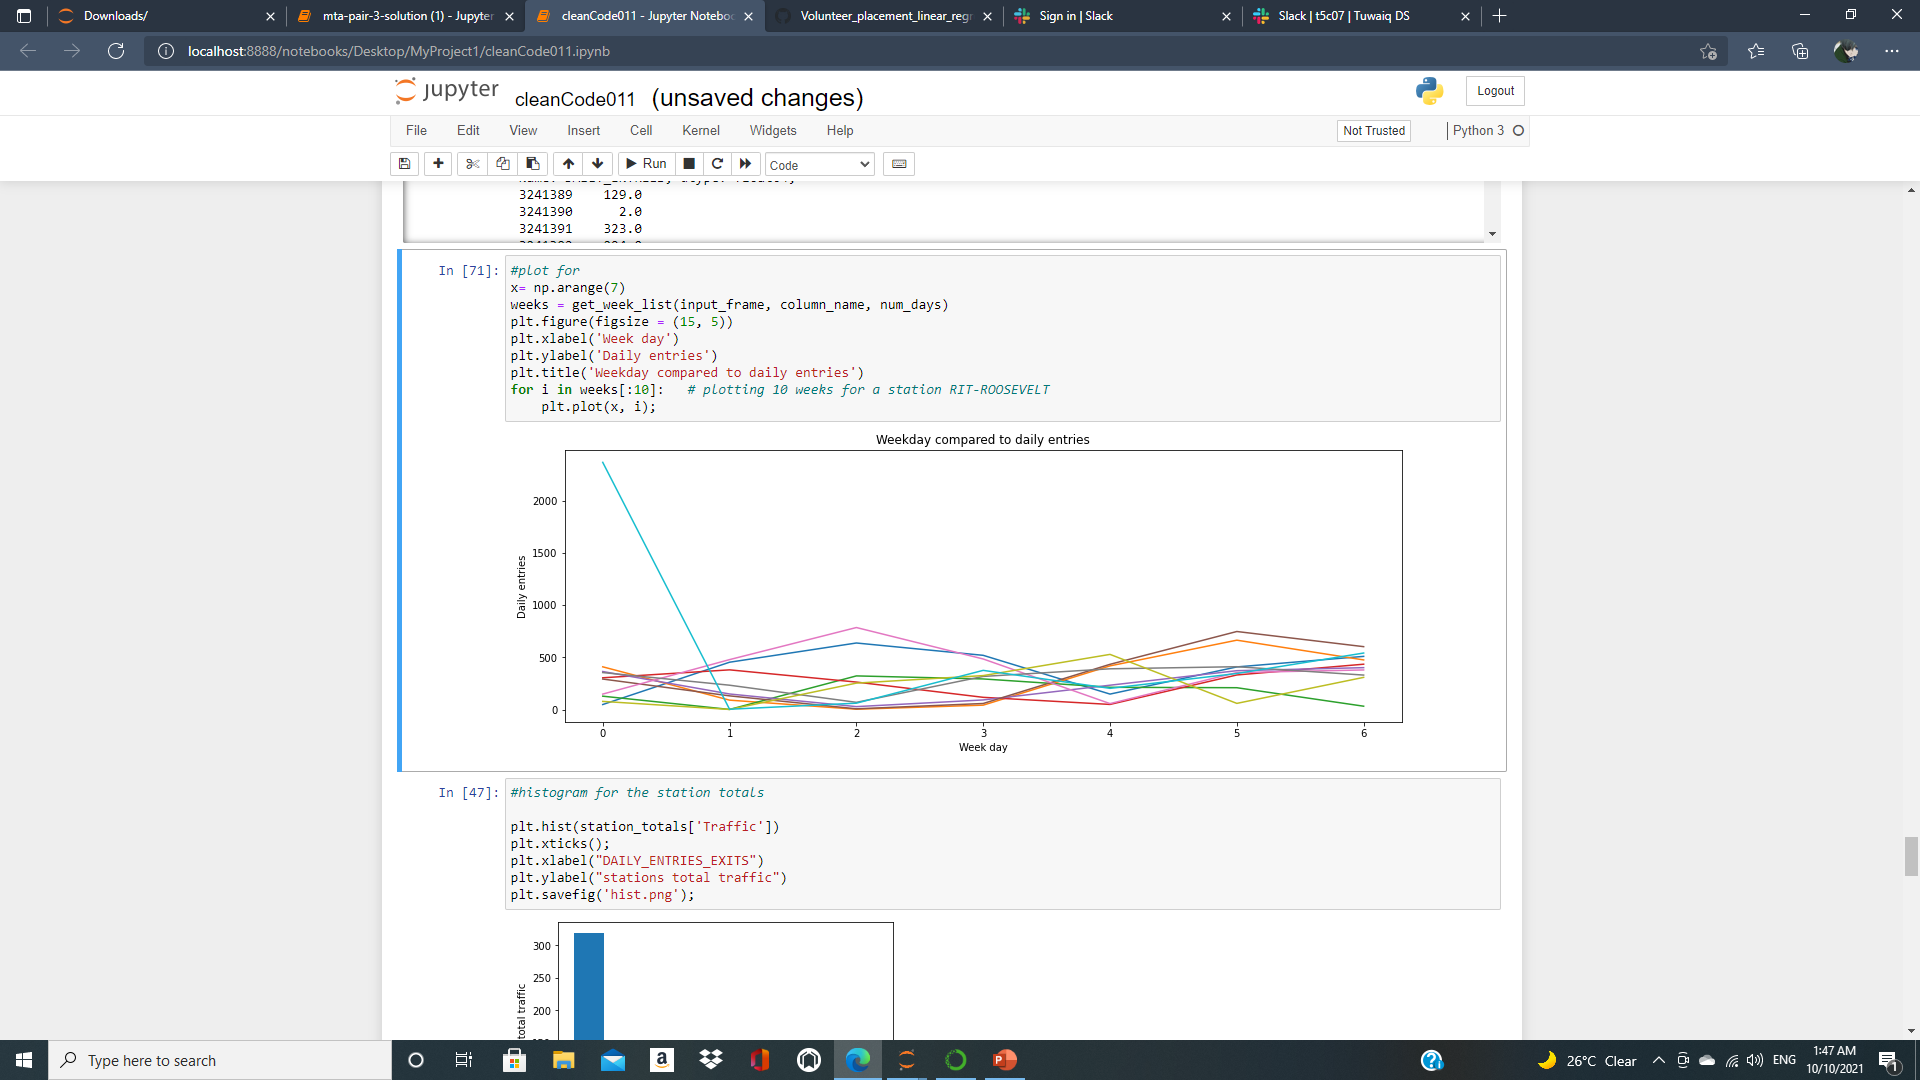 Downloads/
mta-pair-3-solution (1) - Jupyter
cleanCode011 - Jupyter Notebo
Volunteer_placement_linear_reg
Sign in | Slack
Slack | t5c07 | Tuwaiq DS
localhost:8888/notebooks/Desktop/MyProject1/cleanCode011.ipynb
jupyter cleanCode011 (unsaved changes)
Logout
File Edit View Insert Cell Kernel Widgets Help
Not Trusted
Python 3
Run
Code
3241389 129.0
3241390 2.0
3241391 323.0
In [71]:
#plot for
x= np.arange(7)
weeks = get_week_list(input_frame, column_name, num_days)
plt.figure(figsize = (15, 5))
plt.xlabel('Week day')
plt.ylabel('Daily entries')
plt.title('Weekday compared to daily entries')
for i in weeks[:10]:   # plotting 10 weeks for a station RIT-ROOSEVELT
    plt.plot(x, i);
Weekday compared to daily entries
2000
1500
1000
500
0
Daily entries
0 1 2 3 4 5 6
Week day
In [47]:
#histogram for the station totals
plt.hist(station_totals['Traffic'])
plt.xticks();
plt.xlabel("DAILY_ENTRIES_EXITS")
plt.ylabel("stations total traffic")
plt.savefig('hist.png');
300
250
200
total traffic
Type here to search
a
P
26°C Clear
ENG
1:47 AM
10/10/2021
1